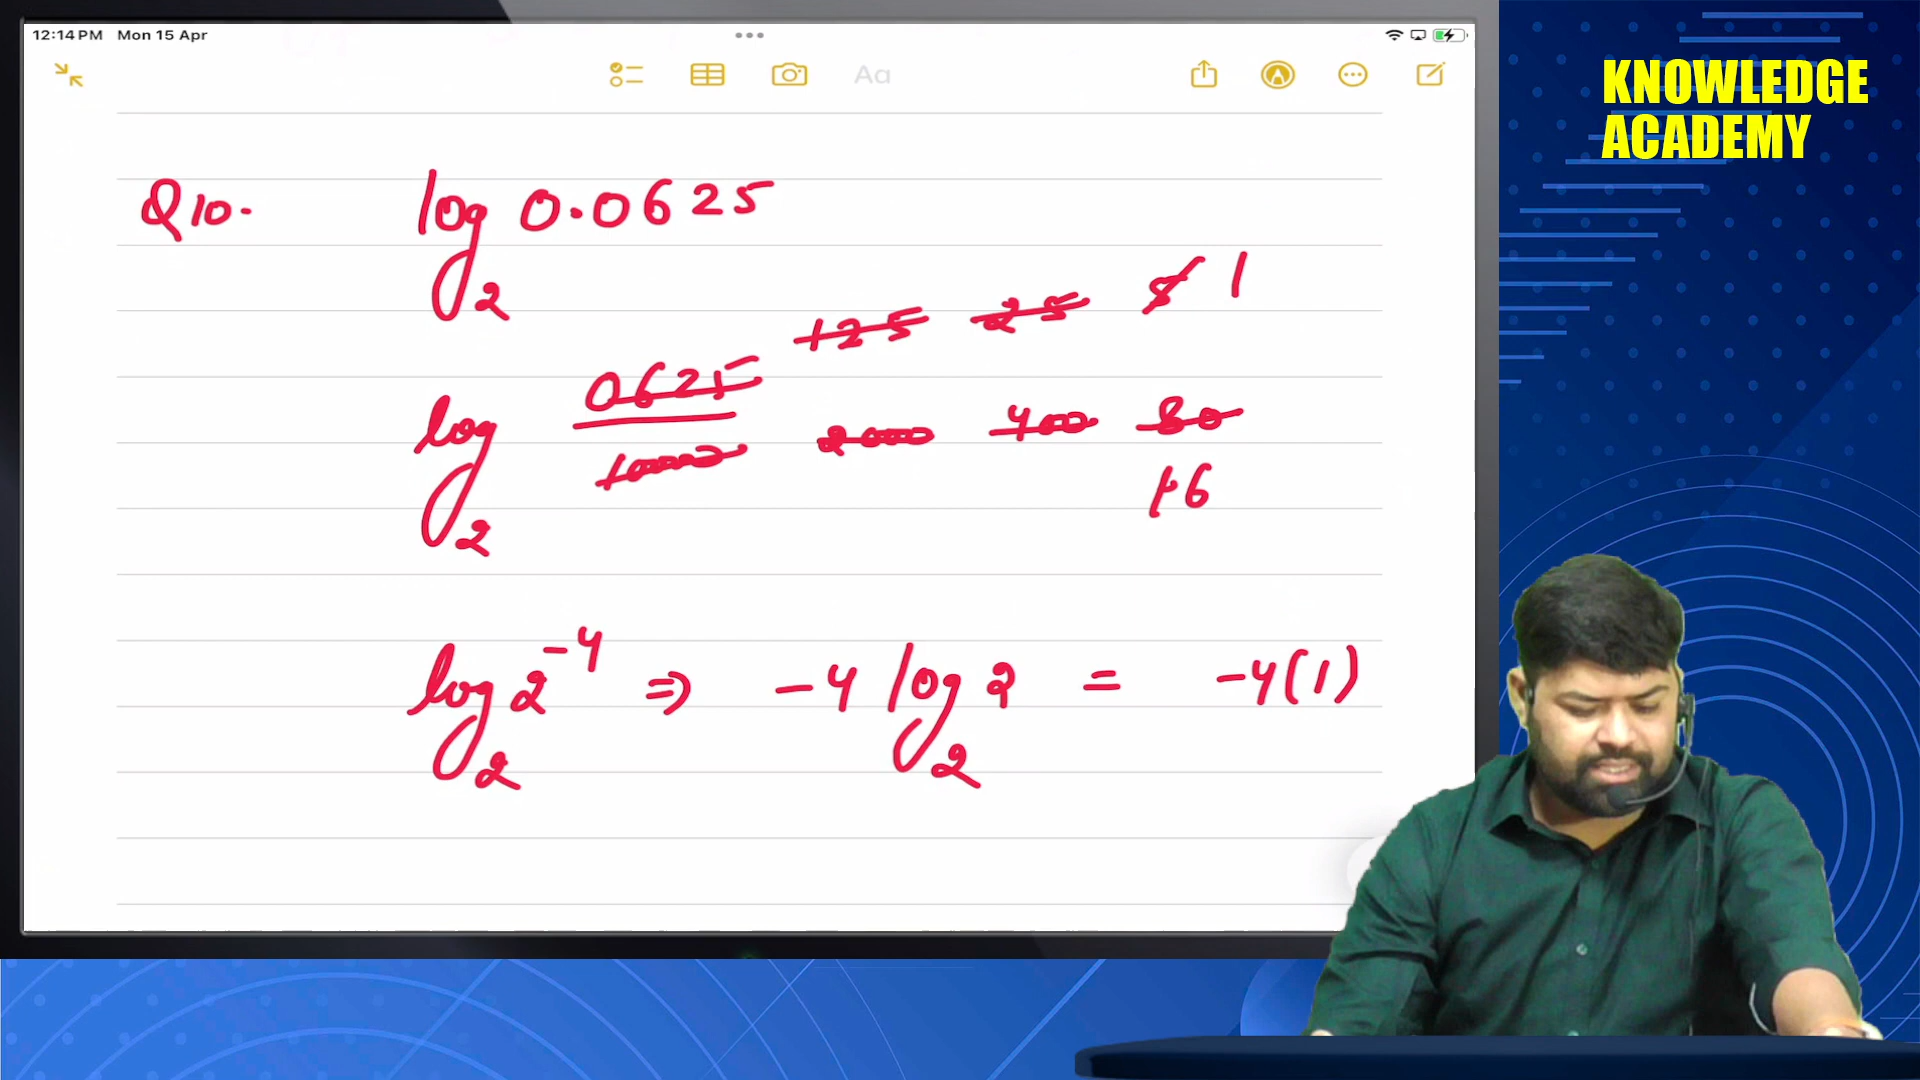 12:14 PM Mon 15 Apr
Aa
KNOWLEDGE
ACADEMY
Q10. log₂ 0.0625
125 25 5 1
log₂ 0625/10000 2000 400 80
16
log₂ 2⁻⁴ ⇒ -4 log₂ 2 = -4(1)